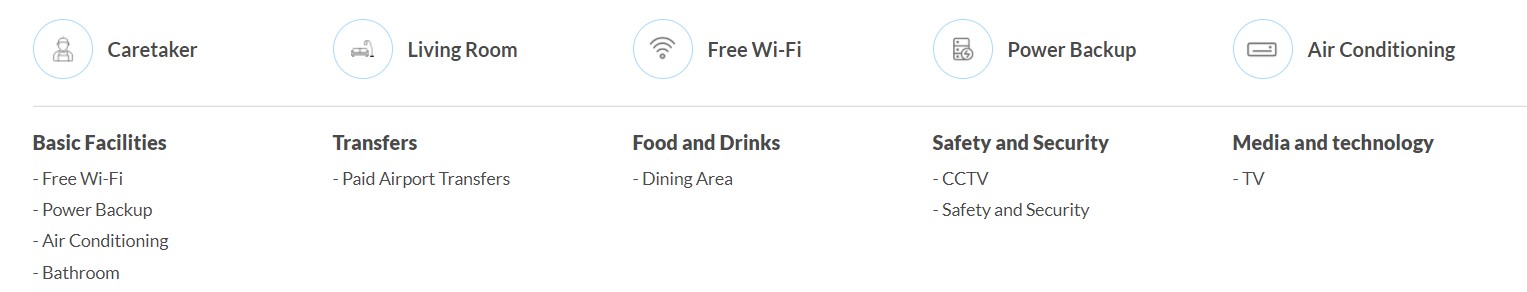 Caretaker
Living Room
Free Wi-Fi
Power Backup
Air Conditioning
Basic Facilities
- Free Wi-Fi
- Power Backup
- Air Conditioning
- Bathroom
Transfers
- Paid Airport Transfers
Food and Drinks
- Dining Area
Safety and Security
- CCTV
- Safety and Security
Media and technology
- TV